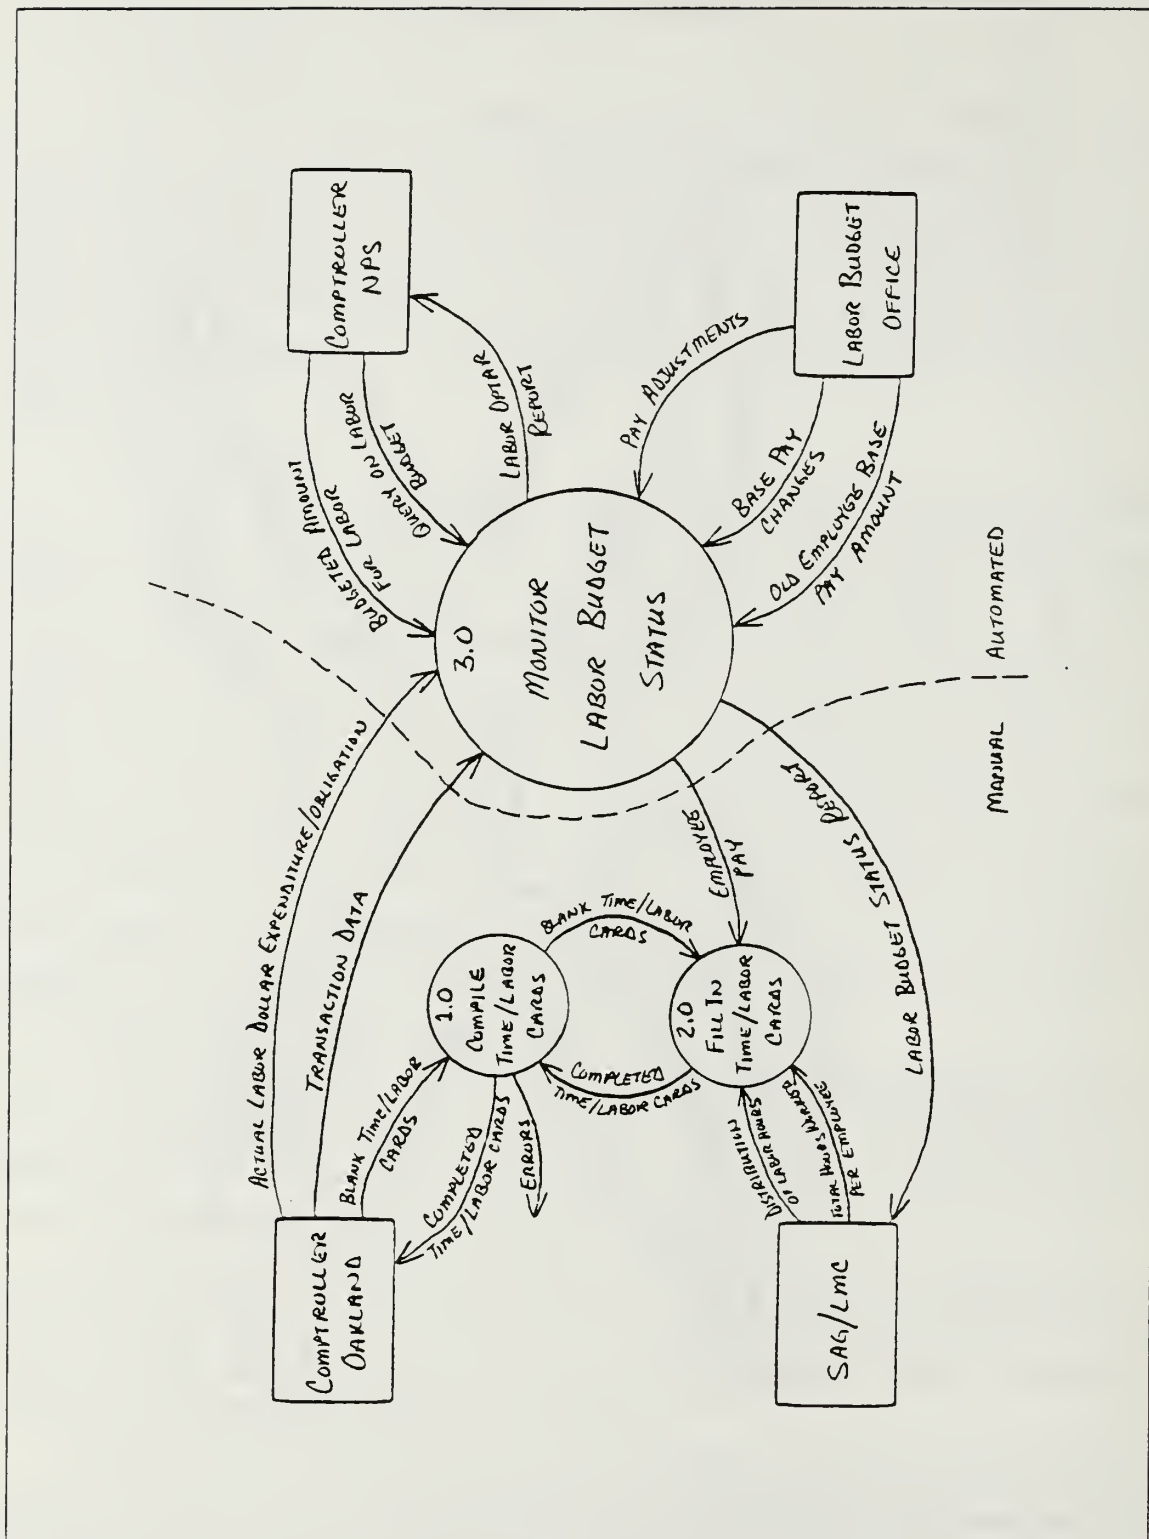 COMPTROLLER
OAKLAND
ACTUAL LABOR DOLLAR EXPENDITURE/OBLIGATION
TRANSACTION DATA
BLANK TIME/LABOR
CARDS
COMPLETED
TIME/LABOR CARDS
ERRORS
1.0
COMPILE
TIME/LABOR
CARDS
BLANK TIME/LABOR
CARDS
COMPLETED
TIME/LABOR CARDS
2.0
FILL IN
TIME/LABOR
CARDS
EMPLOYEE
PAY
DISTRIBUTION
OF LABOR HOURS
TOTAL HOURS WORKED
PER EMPLOYEE
SAG/LMC
LABOR BUDGET STATUS REPORT
MANUAL
AUTOMATED
3.0
MONITOR
LABOR BUDGET
STATUS
BUDGETED AMOUNT
FOR LABOR
QUERY ON LABOR
BUDGET
LABOR OPTAR
REPORT
COMPTROLLER
NPS
PAY ADJUSTMENTS
BASE PAY
CHANGES
OLD EMPLOYEE BASE
PAY AMOUNT
LABOR BUDGET
OFFICE